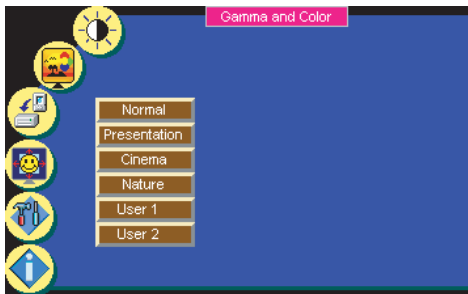 Gamma and Color
Normal
Presentation
Cinema
Nature
User 1
User 2